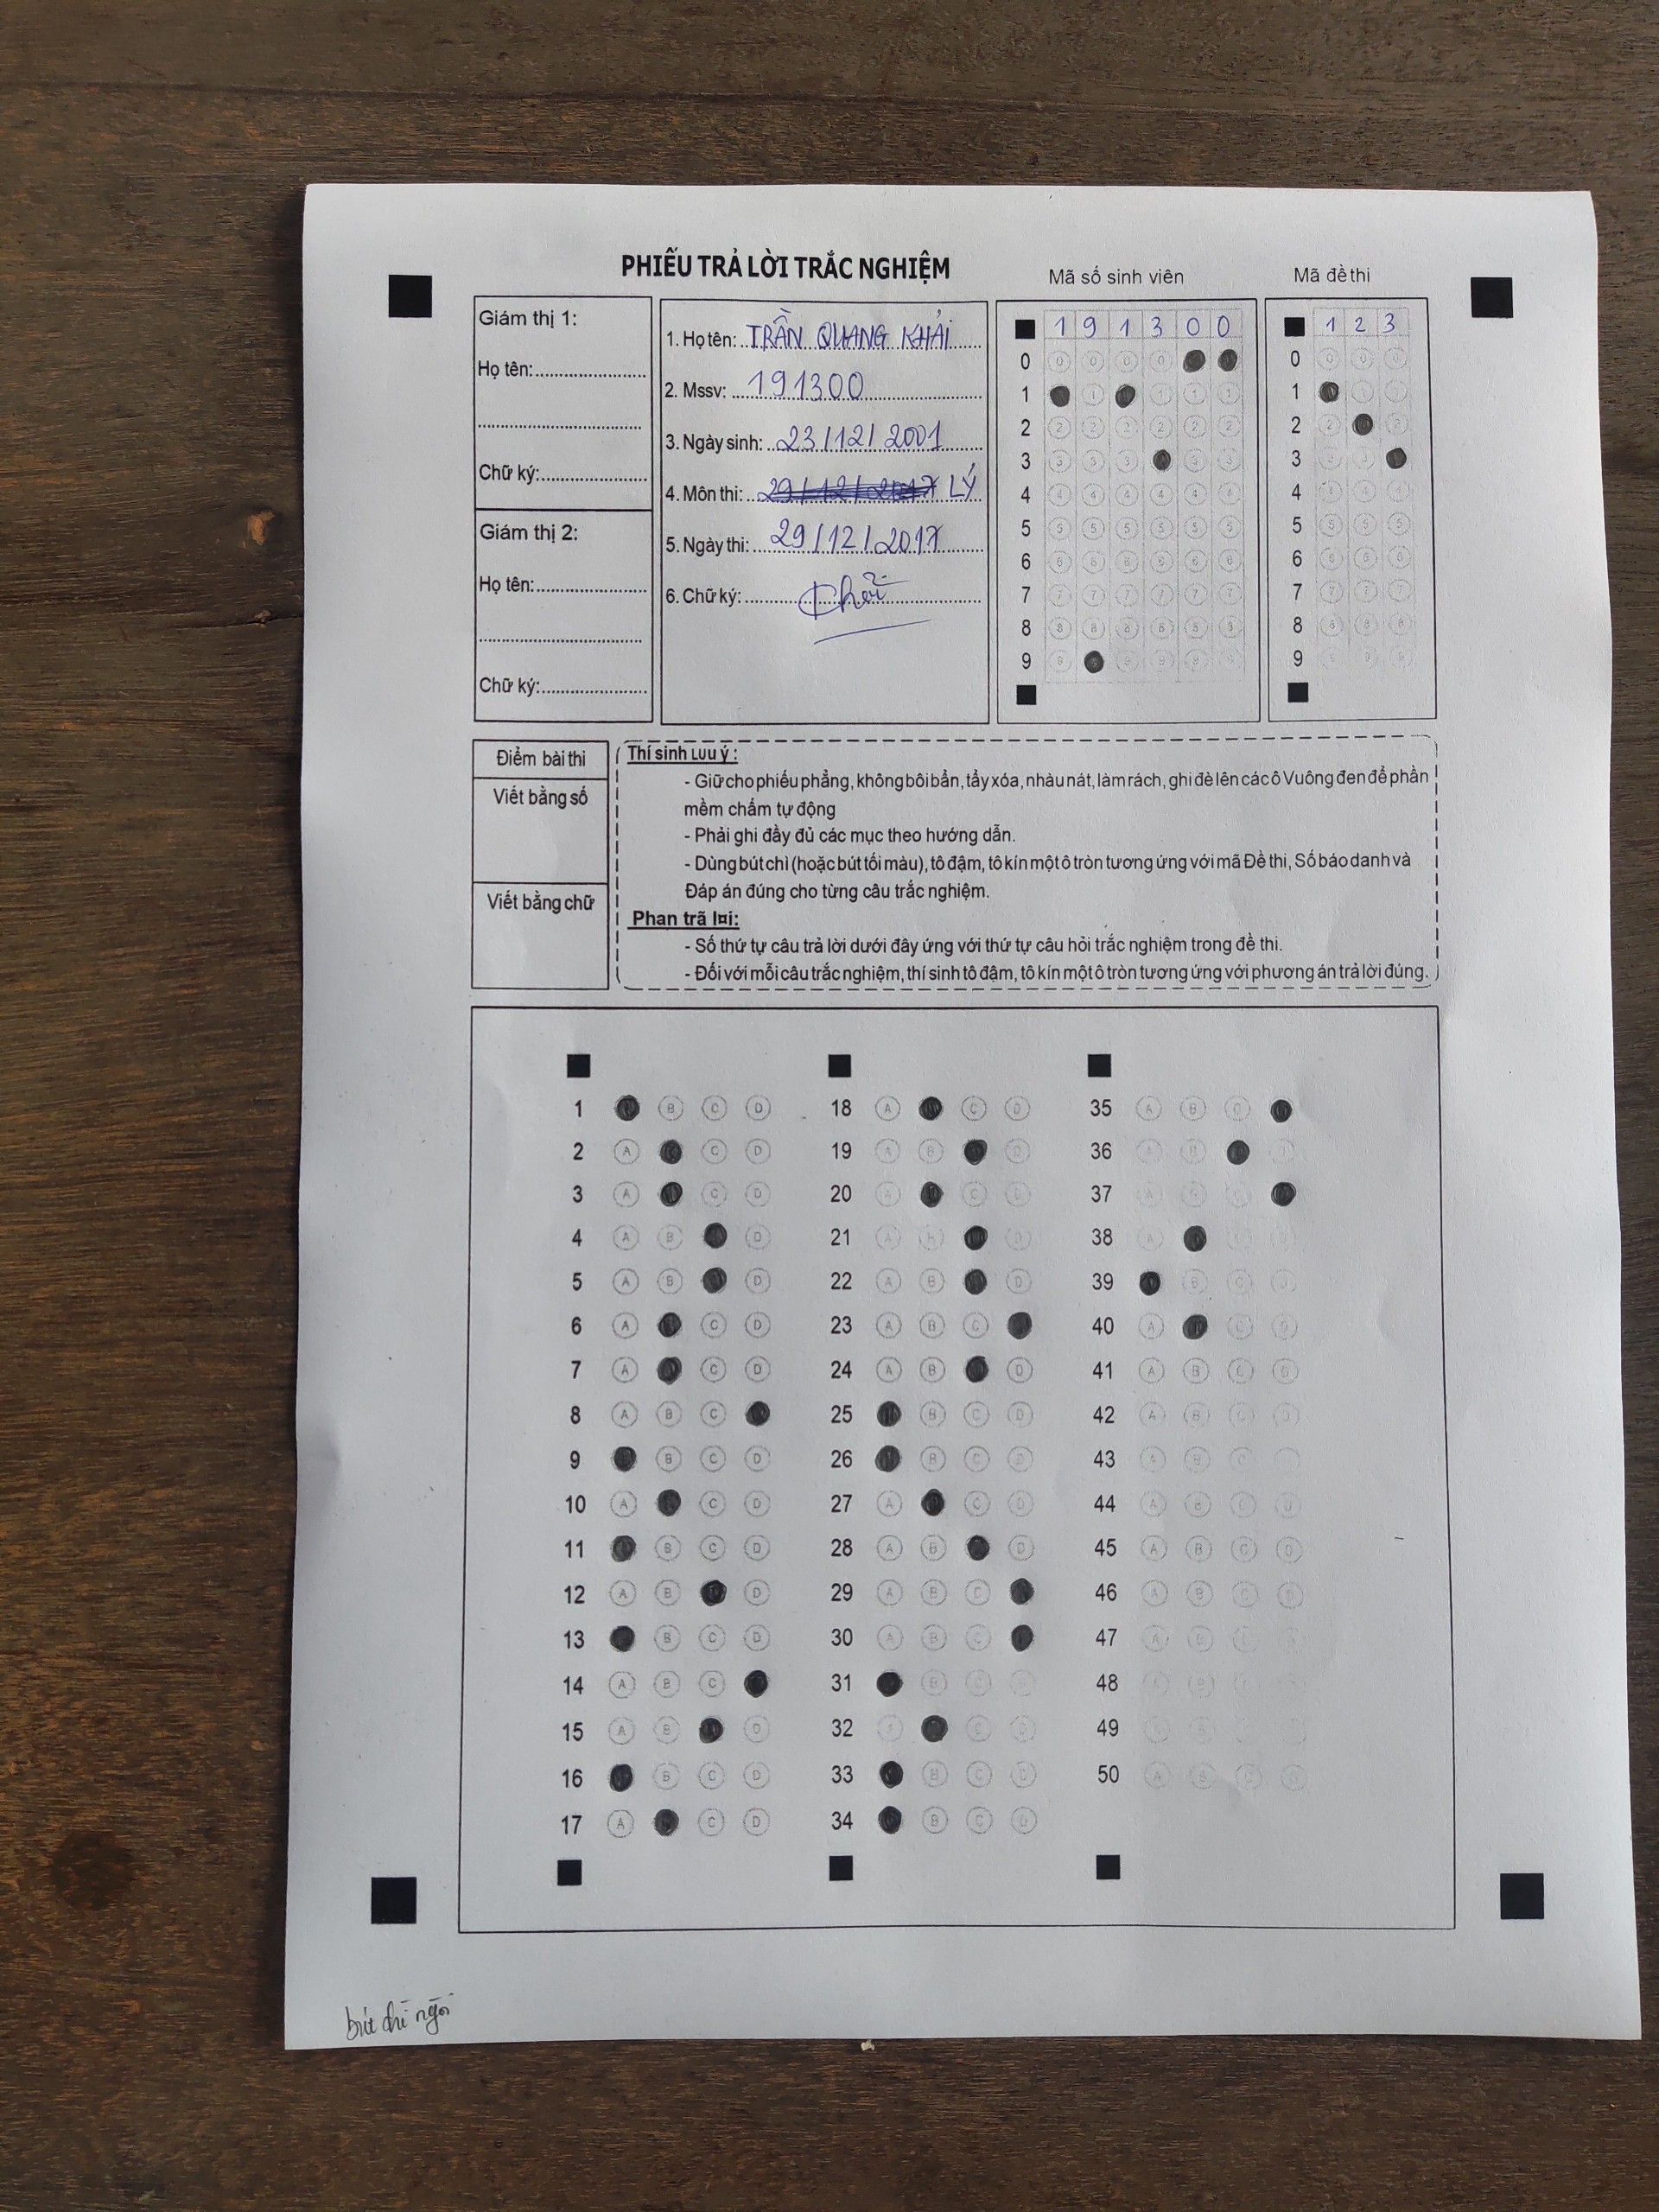 PHIẾU TRẢ LỜI TRẮC NGHIỆM
Giám thị 1:
Họ tên:
Chữ ký:
Giám thị 2:
Họ tên:
Chữ ký:
1. Họ tên: TRẦN QUANG KHẢI
2. Mssv: 191300
3. Ngày sinh: 23/12/2001
4. Môn thi: 29/12/2017 LÝ
5. Ngày thi: 29/12/2017
6. Chữ ký: Khải
Mã số sinh viên
1 9 1 3 0 0
0 0 0 0
1 1 1 1 1
2 2 2 2 2 2 2
3 3 3 3 3 3
4 4 4 4 4 4 4
5 5 5 5 5 5 5
6 6 6 6 6 6 6
7 7 7 7 7 7 7
8 8 8 8 8 8 8
9 9 9 9 9 9
Mã đề thi
1 2 3
0 0 0 0
1 1 1
2 2 2
3 3 3
4 4 4 4
5 5 5 5
6 6 6 6
7 7 7 7
8 8 8 8
9 9 9 9
Điểm bài thi
Viết bằng số
Viết bằng chữ
Thí sinh Lưu ý :
- Giữ cho phiếu phẳng, không bôi bẩn, tẩy xóa, nhàu nát, làm rách, ghi đè lên các ô Vuông đen để phần
mềm chấm tự động
- Phải ghi đầy đủ các mục theo hướng dẫn.
- Dùng bút chì (hoặc bút tối màu), tô đậm, tô kín một ô tròn tương ứng với mã Đề thi, Số báo danh và
Đáp án đúng cho từng câu trắc nghiệm.
Phan trã l¤i:
- Số thứ tự câu trả lời dưới đây ứng với thứ tự câu hỏi trắc nghiệm trong đề thi.
- Đối với mỗi câu trắc nghiệm, thí sinh tô đậm, tô kín một ô tròn tương ứng với phương án trả lời đúng.
1 B C D
2 A C D
3 A C D
4 A B D
5 A B D
6 A C D
7 A C D
8 A B C
9 B C D
10 A C D
11 B C D
12 A B D
13 B C D
14 A B C
15 A B D
16 B C D
17 A C D
18 A C D
19 A B D
20 A C D
21 A B D
22 A B D
23 A B C
24 A B D
25 B C D
26 B C D
27 A C D
28 A B D
29 A B C
30 A B C
31 B C D
32 A C D
33 B C D
34 B C D
35 A B C
36 A B D
37 A B C
38 A C D
39 B C D
40 A C D
41 A B C D
42 A B C D
43 A B C
44 A B C D
45 A B C D
46 A B C D
47 A B C
48
49
50 A B C D
bút chì ngòi